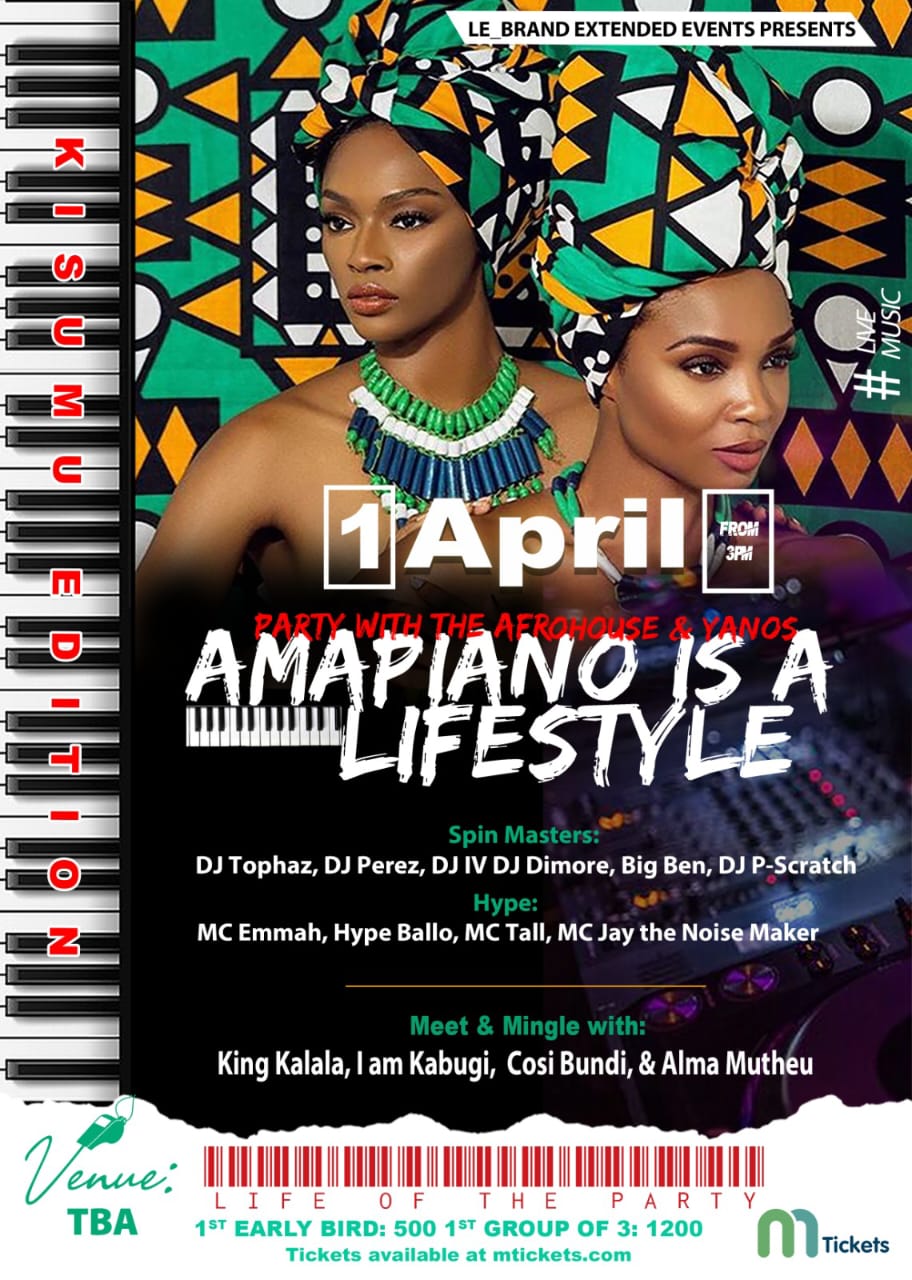 LE_BRAND EXTENDED EVENTS PRESENTS
KISUMU EDITION
# LIVE
MUSIC
1 April
FROM
3PM
PARTY WITH THE AFROHOUSE & YANOS
AMAPIANO IS A
LIFESTYLE
Spin Masters:
DJ Tophaz, DJ Perez, DJ IV DJ Dimore, Big Ben, DJ P-Scratch
Hype:
MC Emmah, Hype Ballo, MC Tall, MC Jay the Noise Maker
Meet & Mingle with:
King Kalala, I am Kabugi, Cosi Bundi, & Alma Mutheu
Venue:
TBA
LIFE OF THE PARTY
1ST EARLY BIRD: 500 1ST GROUP OF 3: 1200
Tickets available at mtickets.com
m Tickets